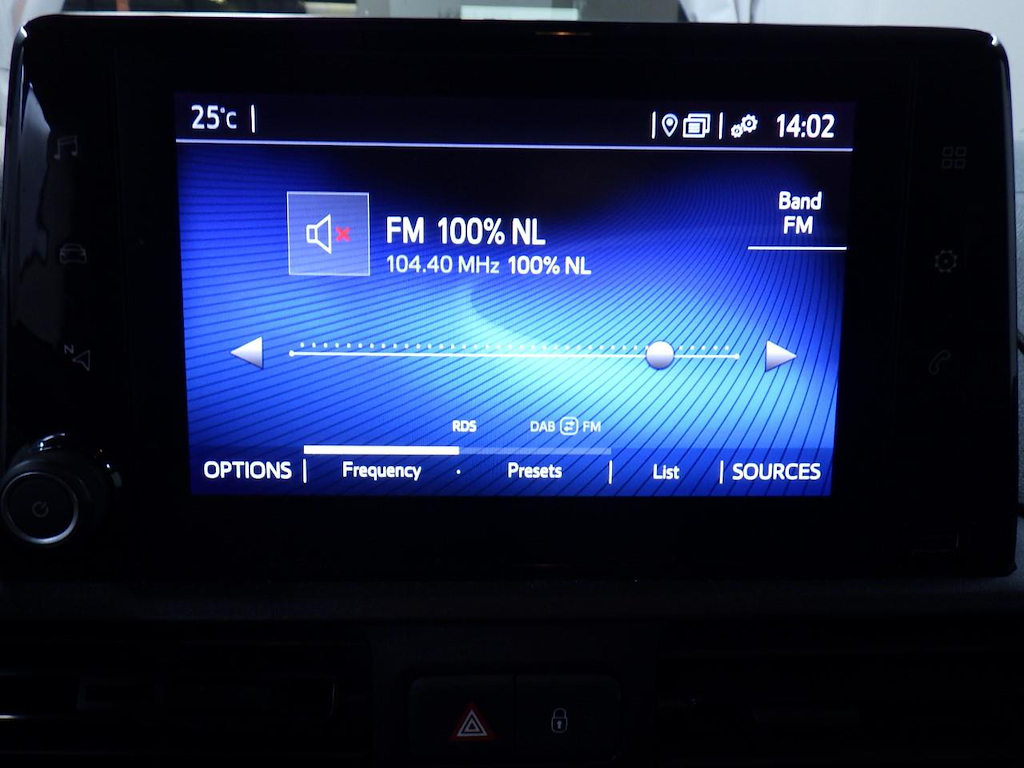 25°C
14:02
Band
FM
FM 100% NL
104.40 MHz 100% NL
RDS
DAB FM
OPTIONS
Frequency
Presets
List
SOURCES
N